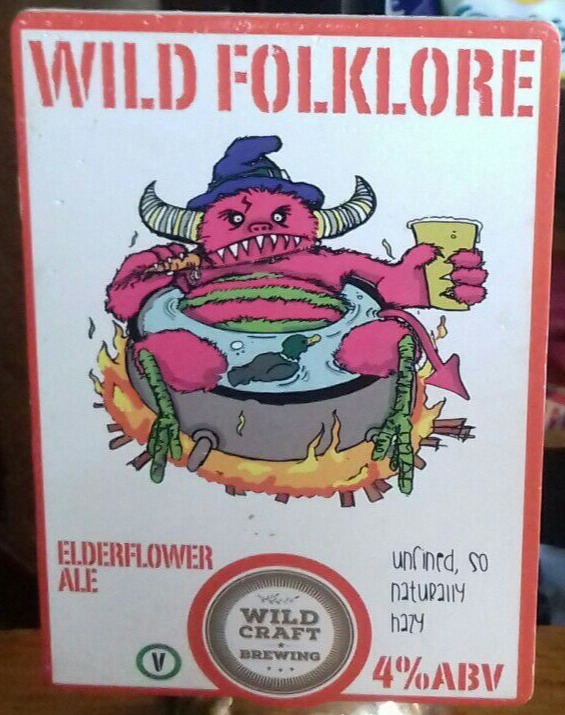 WILD FOLKLORE
ELDERFLOWER
ALE
unfined, so
naturally
hazy
WILD
CRAFT
BREWING
V
4% ABV